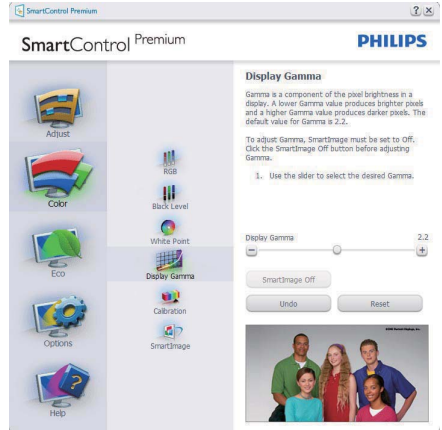 SmartControl Premium
SmartControl Premium
PHILIPS
Adjust
Color
Eco
Options
Help
RGB
Black Level
White Point
Display Gamma
Calibration
SmartImage
Display Gamma
Gamma is a component of the pixel brightness in a
display. A lower Gamma value produces brighter pixels
and a higher Gamma value produces darker pixels. The
default value for Gamma is 2.2.
To adjust Gamma, SmartImage must be set to Off.
Click the SmartImage Off button before adjusting
Gamma.
1. Use the slider to select the desired Gamma.
Display Gamma 2.2
SmartImage Off
Undo Reset